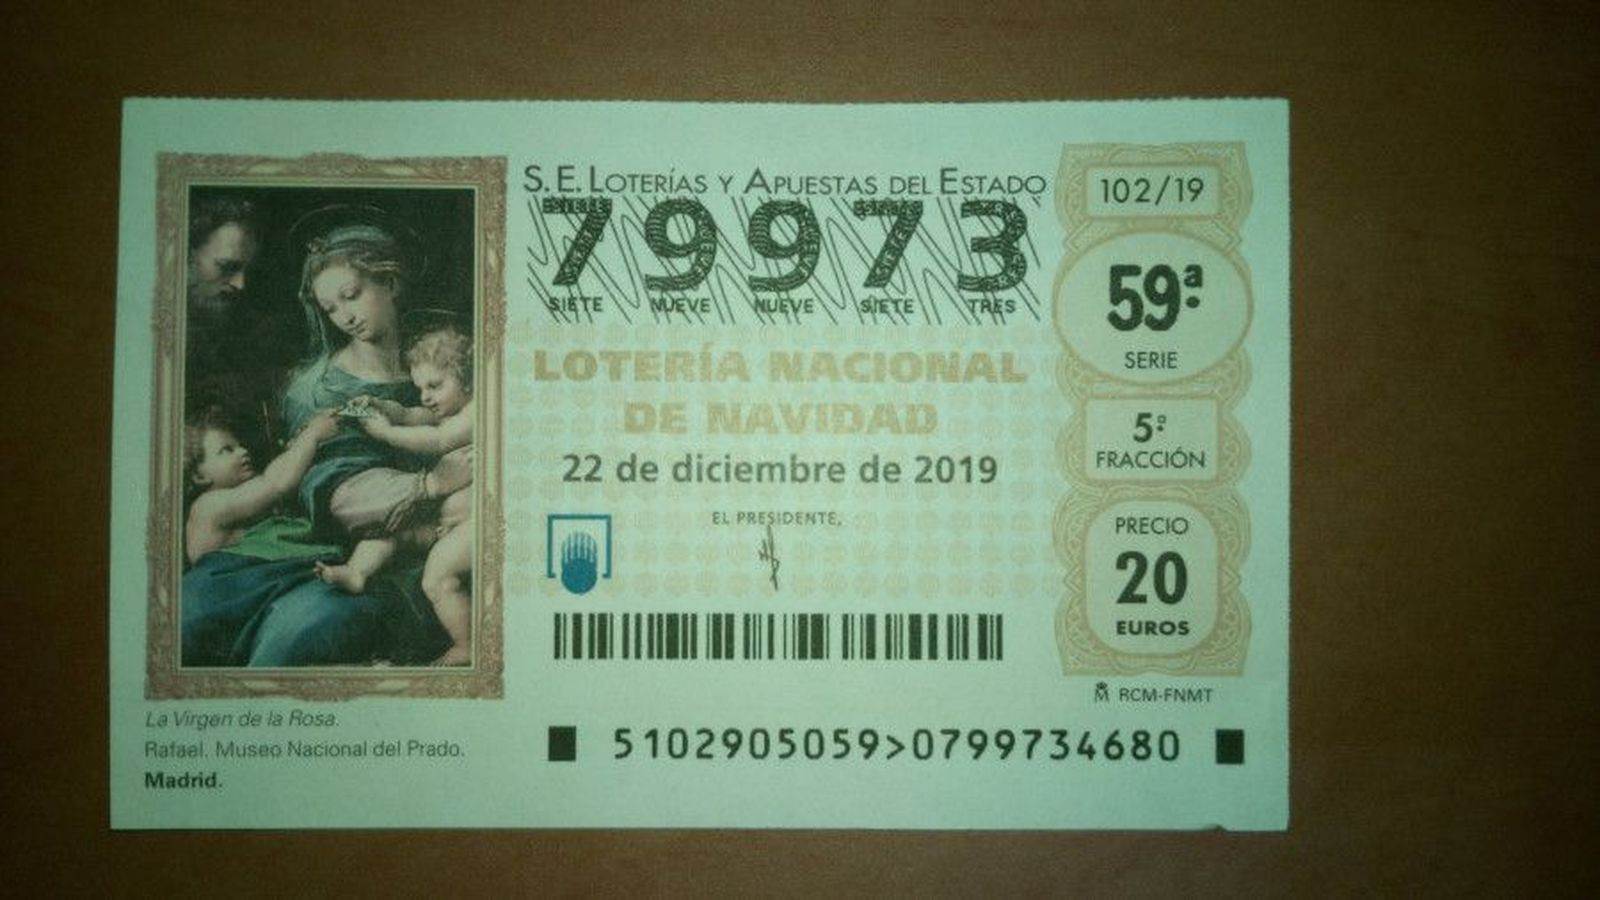 S.E. LOTERÍAS Y APUESTAS DEL ESTADO
79973
SIETE NUEVE NUEVE SIETE TRES
LOTERÍA NACIONAL
DE NAVIDAD
22 de diciembre de 2019
EL PRESIDENTE,
102/19
59ª
SERIE
5ª
FRACCIÓN
PRECIO
20
EUROS
RCM-FNMT
5102905059>0799734680
La Virgen de la Rosa.
Rafael. Museo Nacional del Prado.
Madrid.